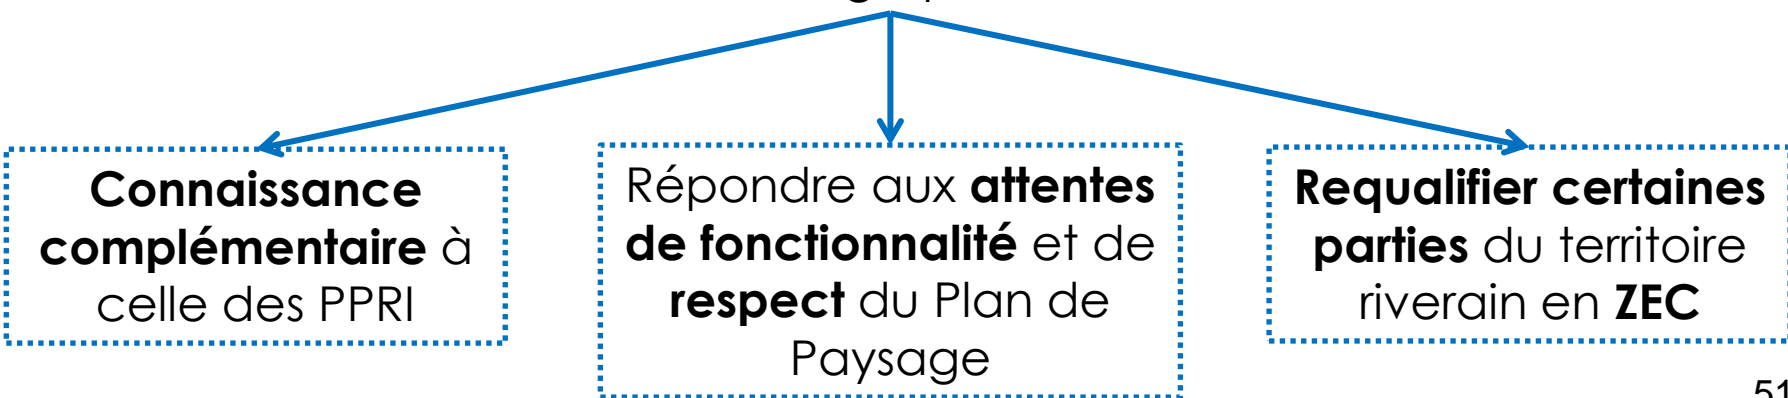 Connaissance
complémentaire à
celle des PPRI
Répondre aux attentes
de fonctionnalité et de
respect du Plan de
Paysage
Requalifier certaines
parties du territoire
riverain en ZEC
51